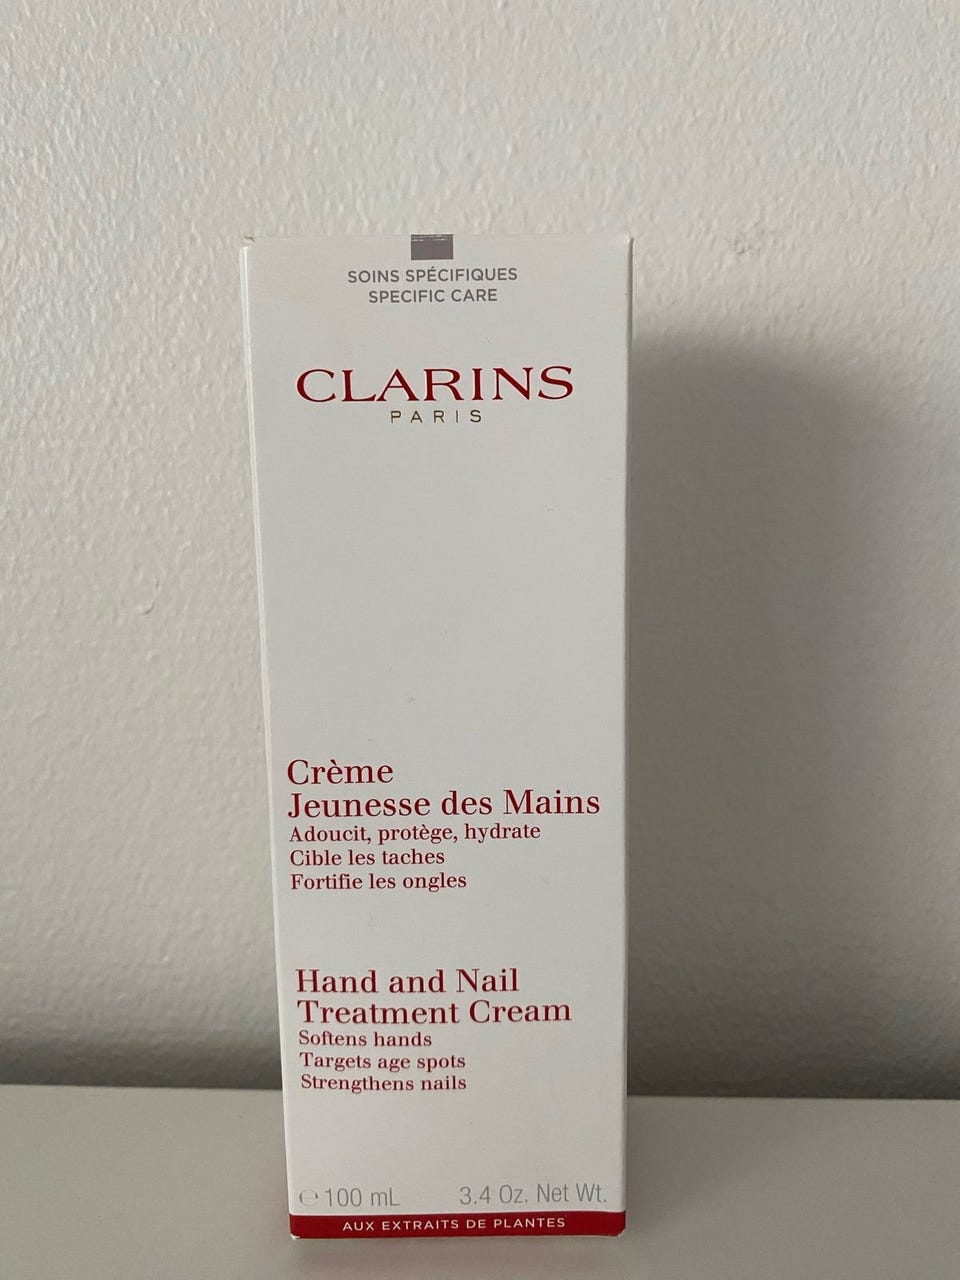 SOINS SPÉCIFIQUES
SPECIFIC CARE
CLARINS
PARIS
Crème
Jeunesse des Mains
Adoucit, protège, hydrate
Cible les taches
Fortifie les ongles
Hand and Nail
Treatment Cream
Softens hands
Targets age spots
Strengthens nails
℮ 100 mL 3.4 Oz. Net Wt.
AUX EXTRAITS DE PLANTES